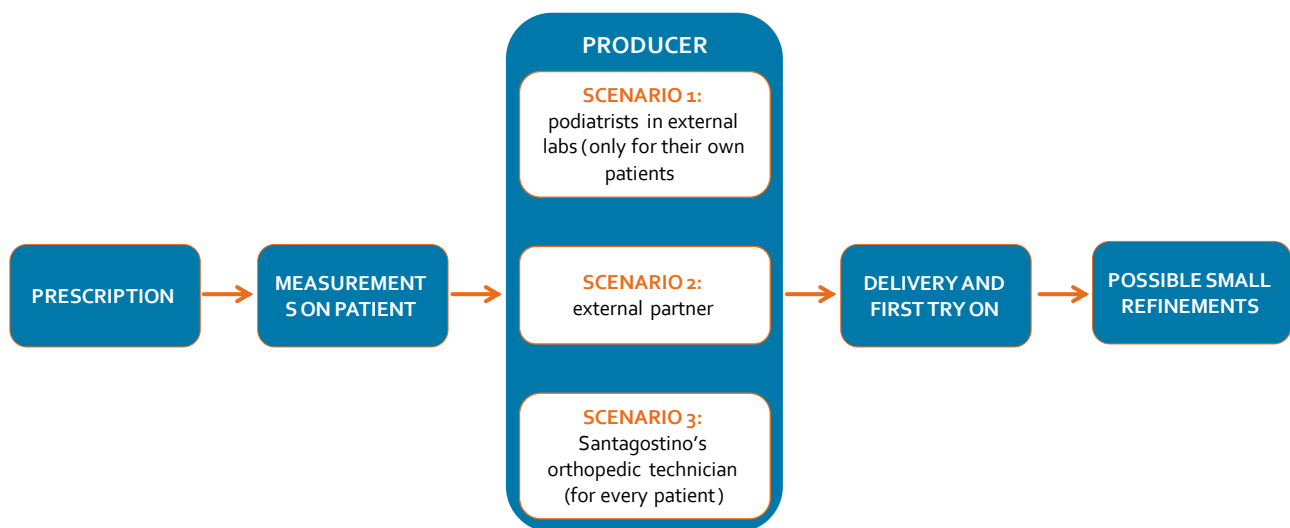 PRESCRIPTION
MEASUREMENT
S ON PATIENT
PRODUCER
SCENARIO 1:
podiatrists in external
labs (only for their own
patients
SCENARIO 2:
external partner
SCENARIO 3:
Santagostino’s
orthopedic technician
(for every patient)
DELIVERY AND
FIRST TRY ON
POSSIBLE SMALL
REFINEMENTS